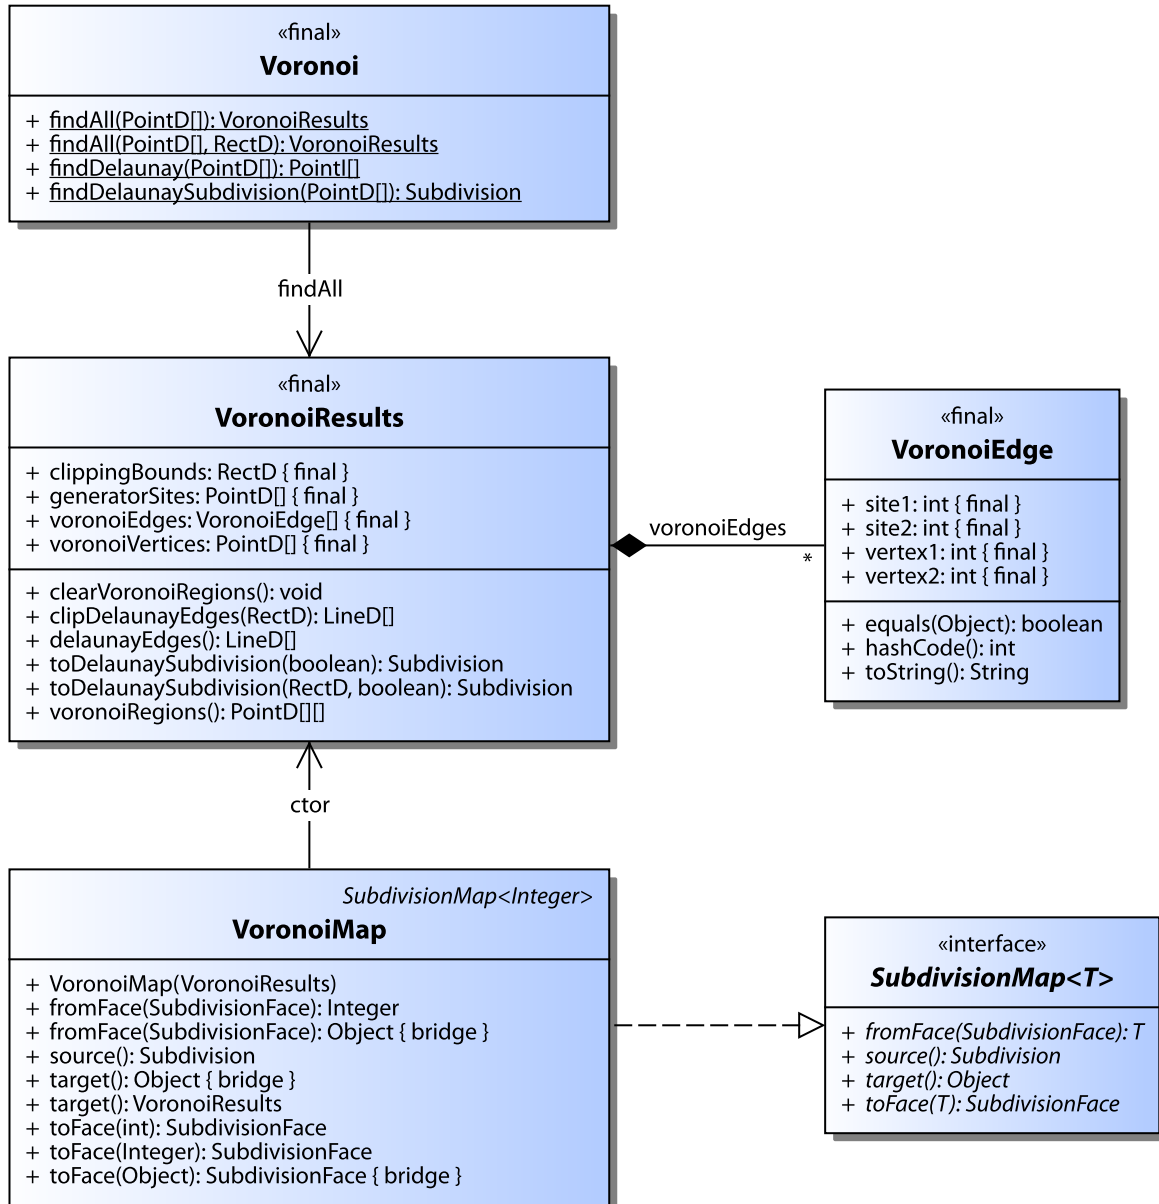 «final»
Voronoi
+ findAll(PointD[]): VoronoiResults
+ findAll(PointD[], RectD): VoronoiResults
+ findDelaunay(PointD[]): PointI[]
+ findDelaunaySubdivision(PointD[]): Subdivision
findAll
«final»
VoronoiResults
+ clippingBounds: RectD { final }
+ generatorSites: PointD[] { final }
+ voronoiEdges: VoronoiEdge[] { final }
+ voronoiVertices: PointD[] { final }
+ clearVoronoiRegions(): void
+ clipDelaunayEdges(RectD): LineD[]
+ delaunayEdges(): LineD[]
+ toDelaunaySubdivision(boolean): Subdivision
+ toDelaunaySubdivision(RectD, boolean): Subdivision
+ voronoiRegions(): PointD[][]
voronoiEdges
*
«final»
VoronoiEdge
+ site1: int { final }
+ site2: int { final }
+ vertex1: int { final }
+ vertex2: int { final }
+ equals(Object): boolean
+ hashCode(): int
+ toString(): String
ctor
SubdivisionMap<Integer>
VoronoiMap
+ VoronoiMap(VoronoiResults)
+ fromFace(SubdivisionFace): Integer
+ fromFace(SubdivisionFace): Object { bridge }
+ source(): Subdivision
+ target(): Object { bridge }
+ target(): VoronoiResults
+ toFace(int): SubdivisionFace
+ toFace(Integer): SubdivisionFace
+ toFace(Object): SubdivisionFace { bridge }
«interface»
SubdivisionMap<T>
+ fromFace(SubdivisionFace): T
+ source(): Subdivision
+ target(): Object
+ toFace(T): SubdivisionFace